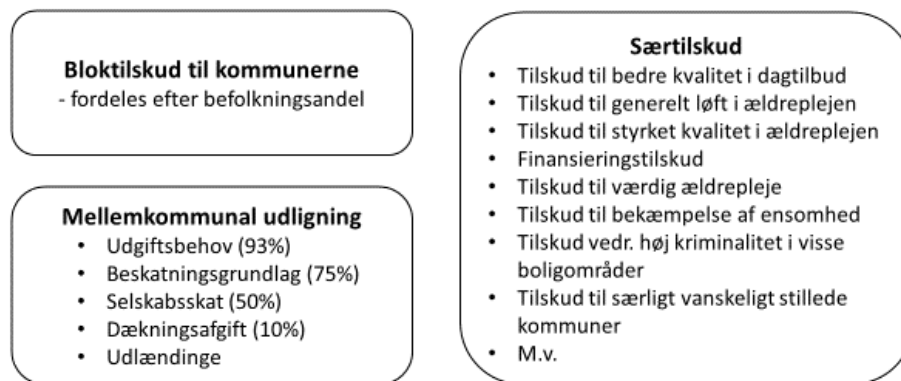 Bloktilskud til kommunerne
- fordeles efter befolkningsandel
Mellemkommunal udligning
• Udgiftsbehov (93%)
• Beskatningsgrundlag (75%)
• Selskabsskat (50%)
• Dækningsafgift (10%)
• Udlændinge
Særtilskud
• Tilskud til bedre kvalitet i dagtilbud
• Tilskud til generelt løft i ældreplejen
• Tilskud til styrket kvalitet i ældreplejen
• Finansieringstilskud
• Tilskud til værdig ældrepleje
• Tilskud til bekæmpelse af ensomhed
• Tilskud vedr. høj kriminalitet i visse
boligområder
• Tilskud til særligt vanskeligt stillede
kommuner
• M.v.